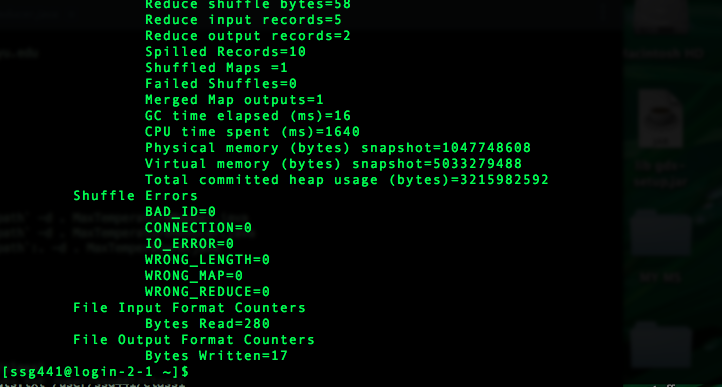 Reduce shuffle bytes=58
Reduce input records=5
Reduce output records=2
Spilled Records=10
Shuffled Maps =1
Failed Shuffles=0
Merged Map outputs=1
GC time elapsed (ms)=16
CPU time spent (ms)=1640
Physical memory (bytes) snapshot=1047748608
Virtual memory (bytes) snapshot=5033279488
Total committed heap usage (bytes)=3215982592
Shuffle Errors
BAD_ID=0
CONNECTION=0
IO_ERROR=0
WRONG_LENGTH=0
WRONG_MAP=0
WRONG_REDUCE=0
File Input Format Counters
Bytes Read=280
File Output Format Counters
Bytes Written=17
[ssg441@login-2-1 ~]$